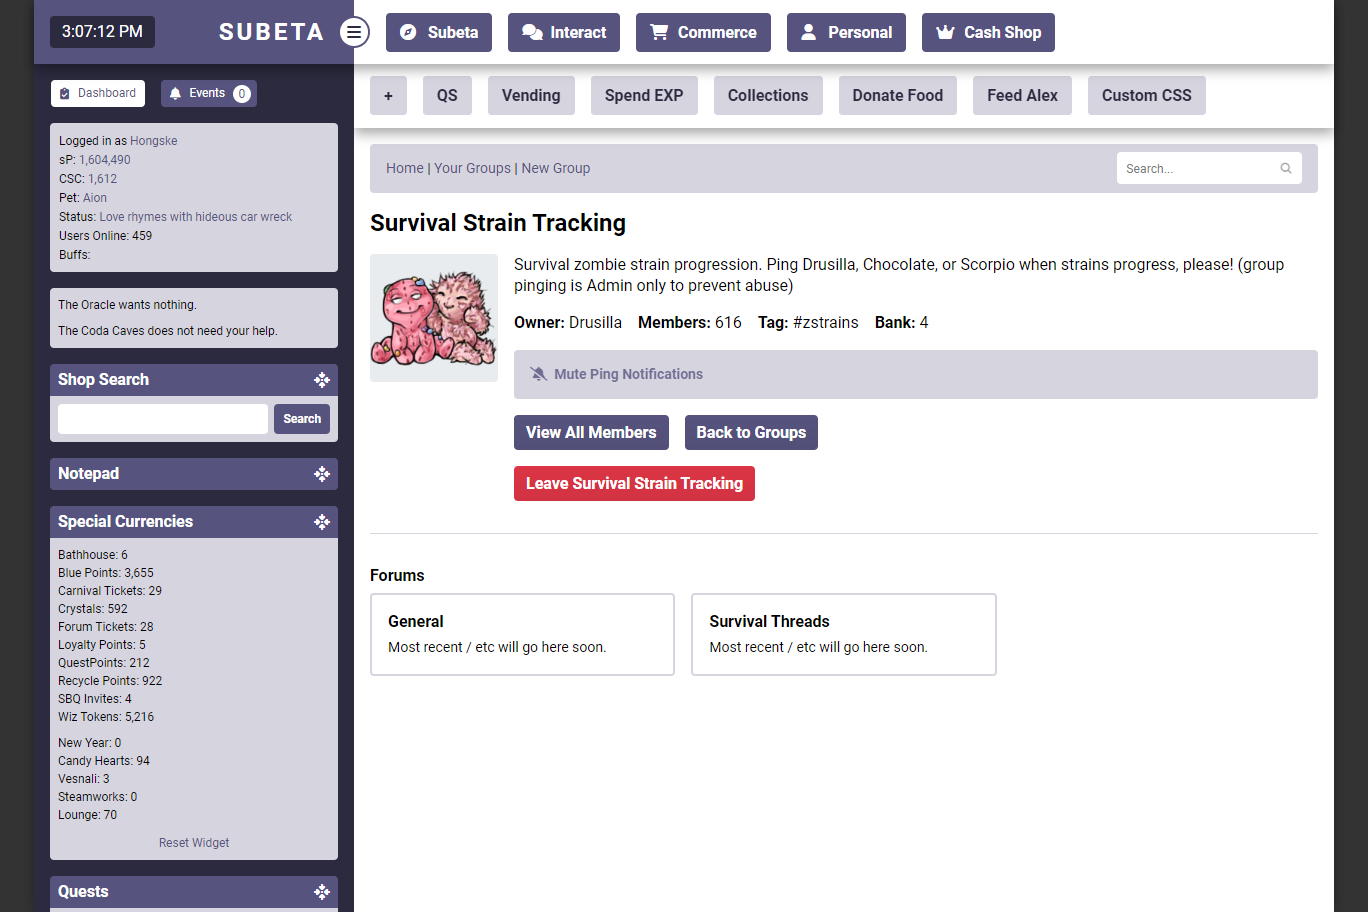 3:07:12 PM
SUBETA
Subeta
Interact
Commerce
Personal
Cash Shop
Dashboard
Events 0
+
QS
Vending
Spend EXP
Collections
Donate Food
Feed Alex
Custom CSS
Logged in as Hongske
sP: 1,604,490
CSC: 1,612
Pet: Aion
Status: Love rhymes with hideous car wreck
Users Online: 459
Buffs:
The Oracle wants nothing.
The Coda Caves does not need your help.
Shop Search
Search
Notepad
Special Currencies
Bathhouse: 6
Blue Points: 3,655
Carnival Tickets: 29
Crystals: 592
Forum Tickets: 28
Loyalty Points: 5
QuestPoints: 212
Recycle Points: 922
SBQ Invites: 4
Wiz Tokens: 5,216
New Year: 0
Candy Hearts: 94
Vesnali: 3
Steamworks: 0
Lounge: 70
Reset Widget
Quests
Home | Your Groups | New Group
Search...
Survival Strain Tracking
Survival zombie strain progression. Ping Drusilla, Chocolate, or Scorpio when strains progress, please! (group
pinging is Admin only to prevent abuse)
Owner: Drusilla Members: 616 Tag: #zstrains Bank: 4
Mute Ping Notifications
View All Members
Back to Groups
Leave Survival Strain Tracking
Forums
General
Most recent / etc will go here soon.
Survival Threads
Most recent / etc will go here soon.